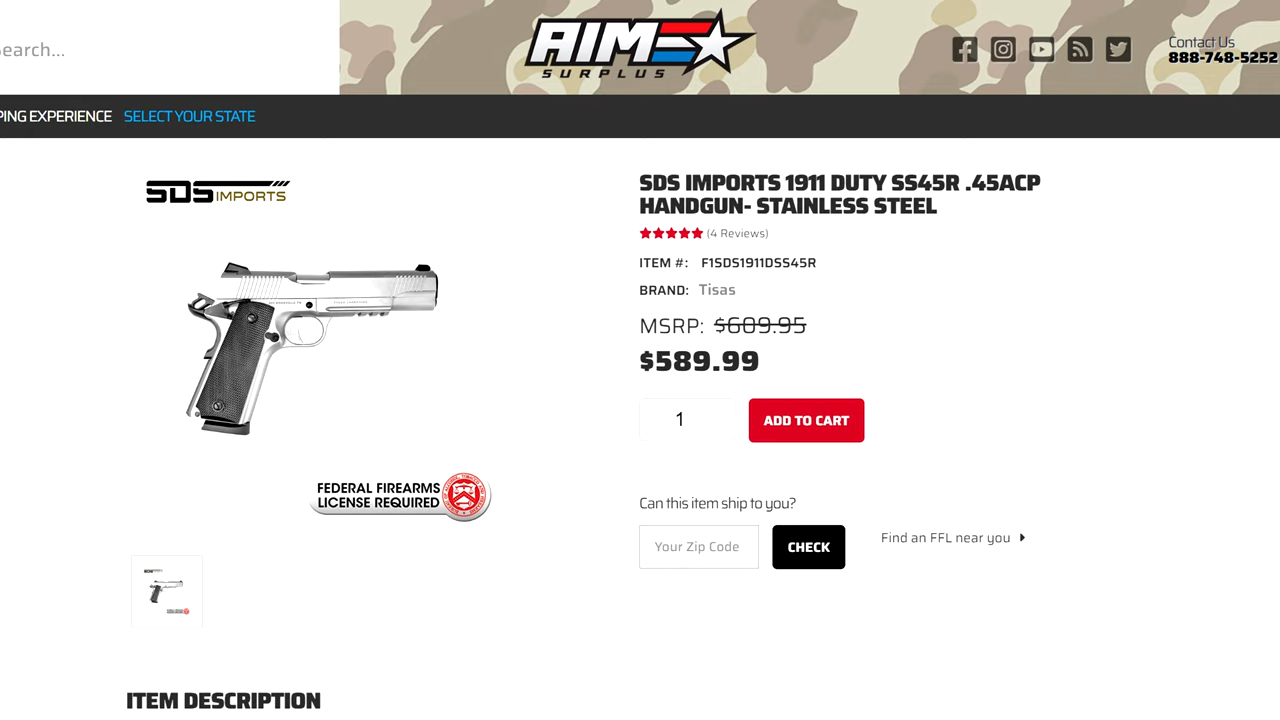 earch...
AIM
SURPLUS
Contact Us
888-748-5252
PING EXPERIENCE SELECT YOUR STATE
SDS IMPORTS
SDS IMPORTS 1911 DUTY SS45R .45ACP
HANDGUN- STAINLESS STEEL
(4 Reviews)
ITEM #: F1SDS1911DSS45R
BRAND: Tisas
MSRP: $609.95
$589.99
1 ADD TO CART
FEDERAL FIREARMS
LICENSE REQUIRED
Can this item ship to you?
Your Zip Code CHECK Find an FFL near you
ITEM DESCRIPTION